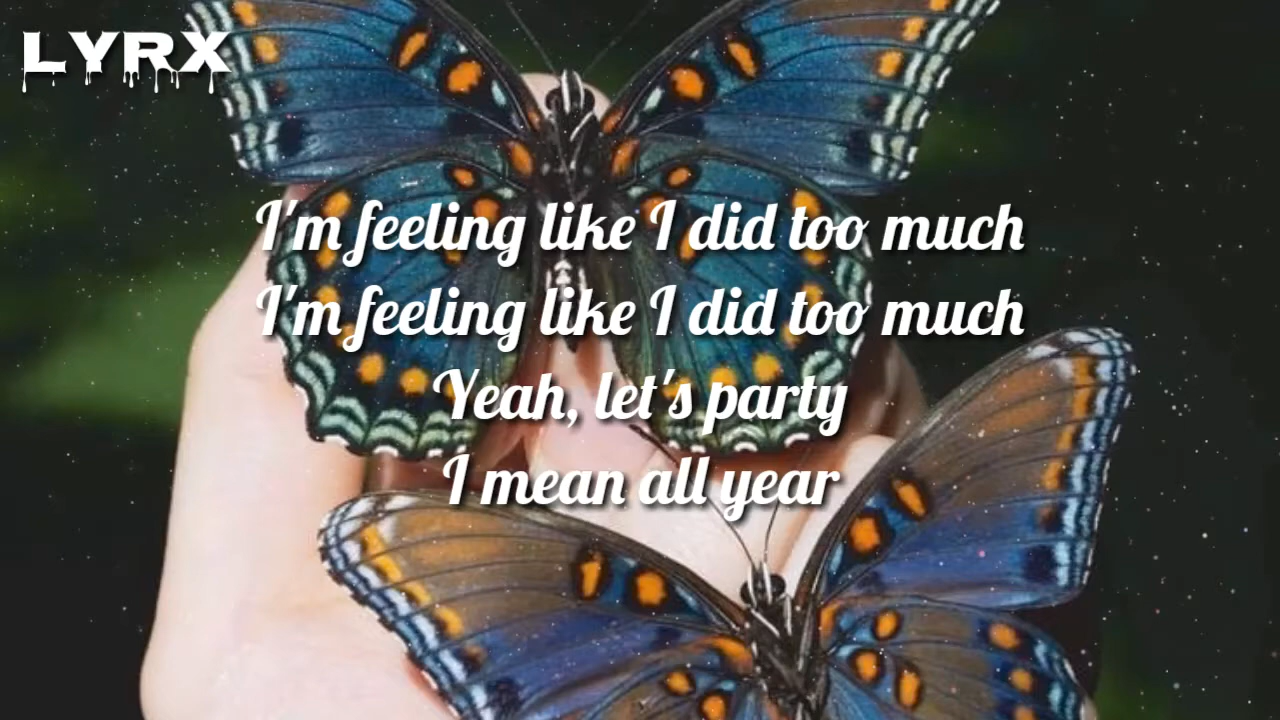 LYRX
I'm feeling like I did too much
I'm feeling like I did too much
Yeah, let's party
I mean all year